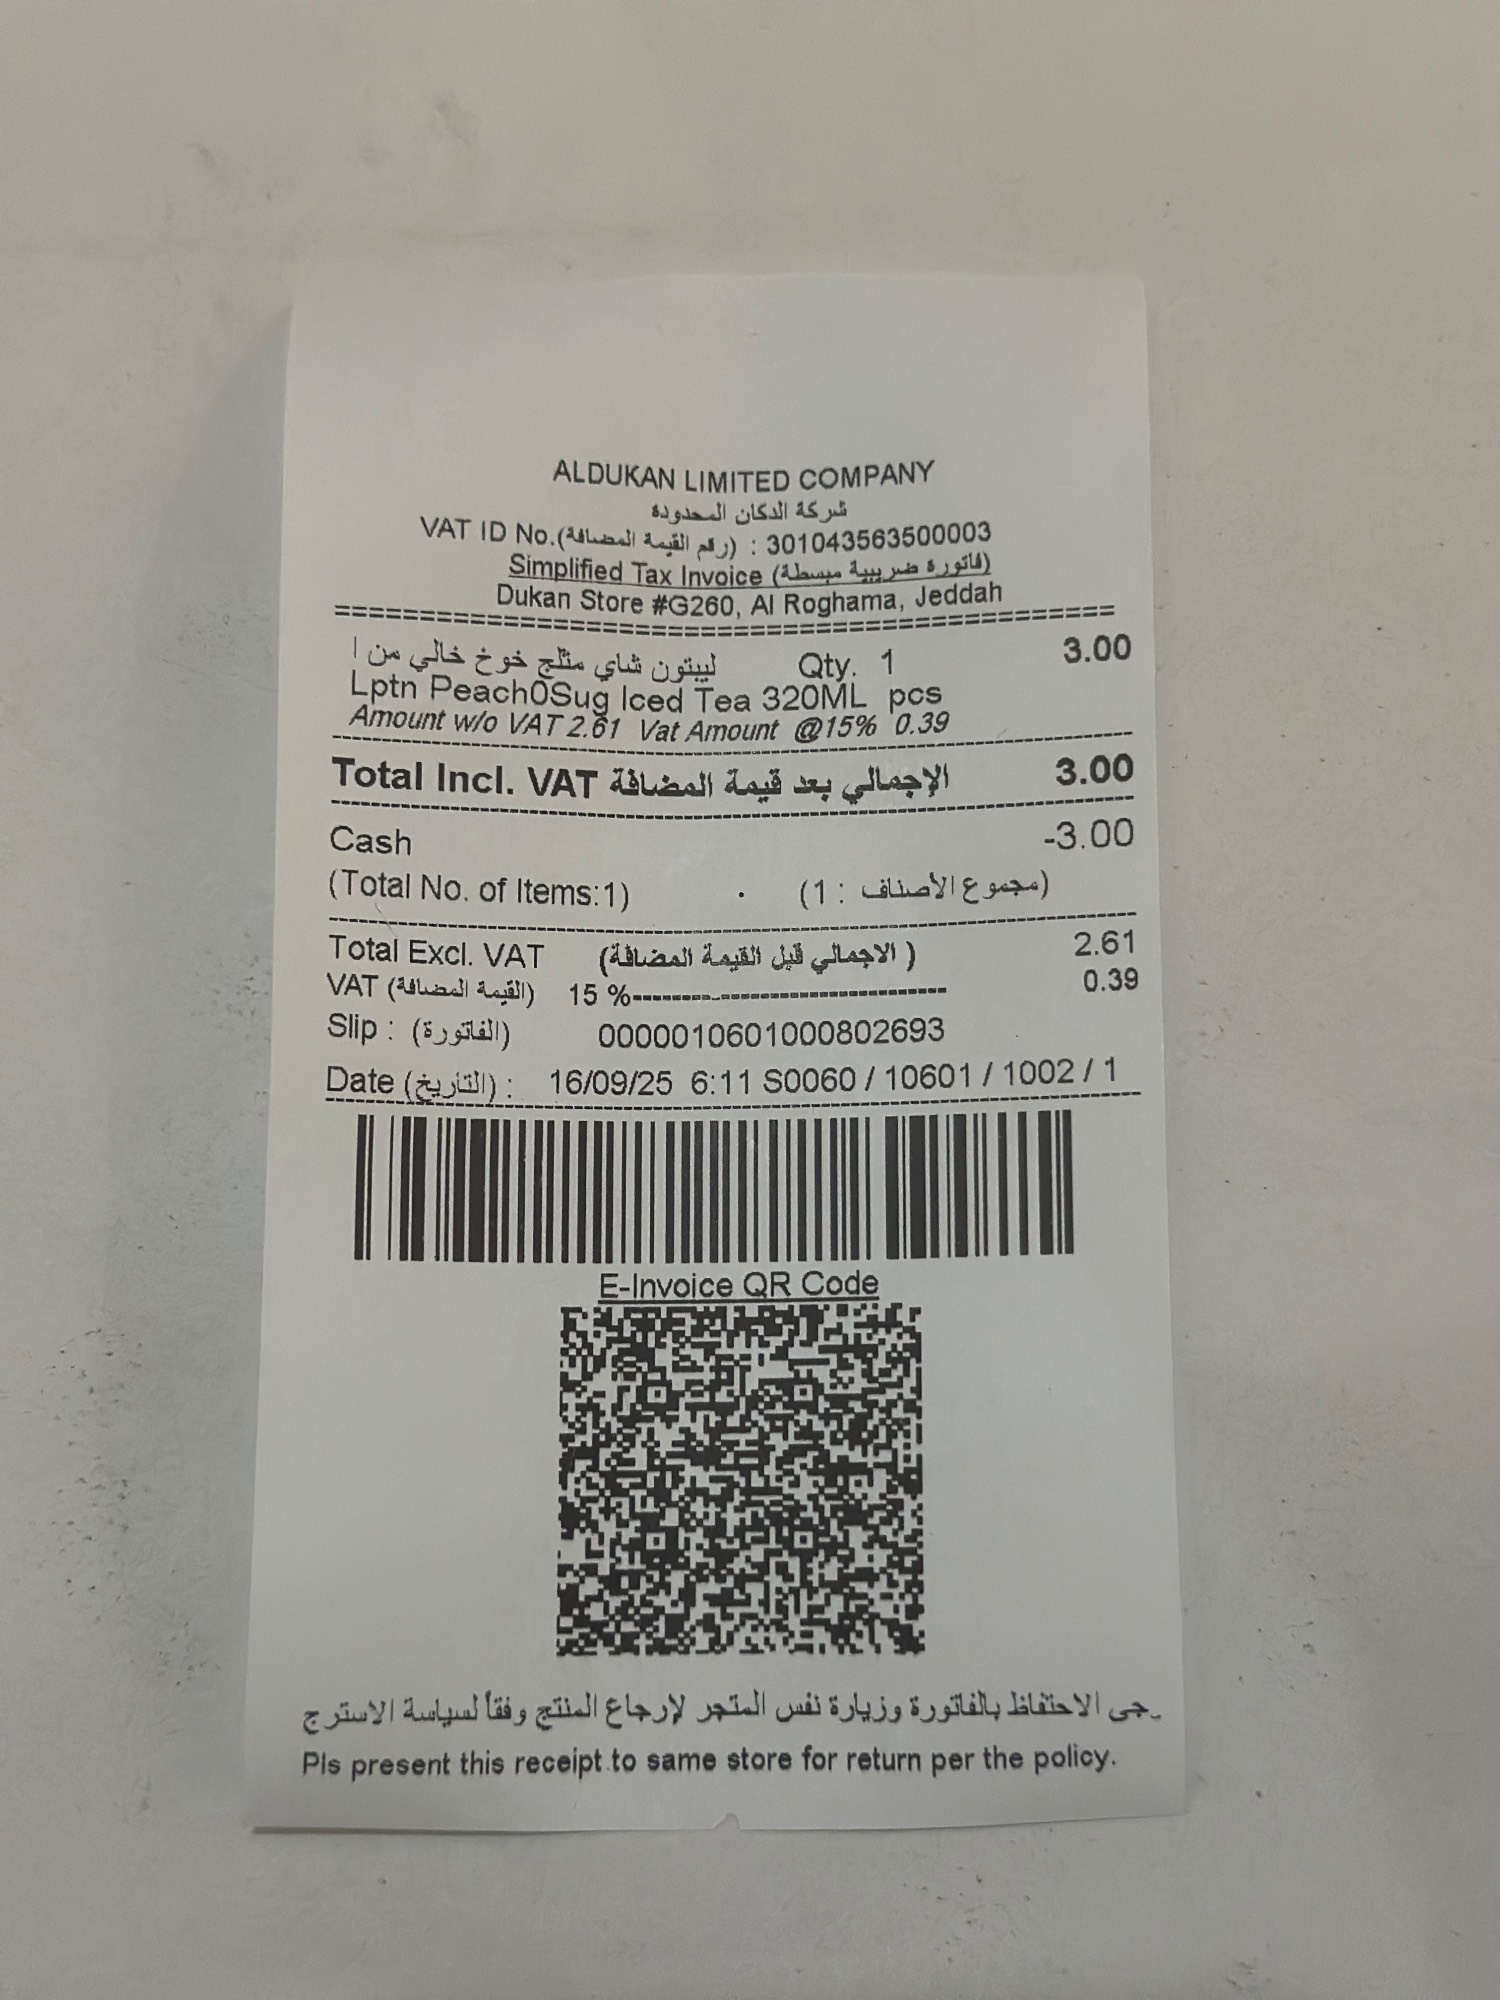 ALDUKAN LIMITED COMPANY
شركة الدكان المحدودة
VAT ID No.(رقم القيمة المضافة) : 301043563500003
Simplified Tax Invoice (فاتورة ضريبية مبسطة)
Dukan Store #G260, Al Roghama, Jeddah
ليبتون شاي مثلج خوخ خالي من ا Qty. 1 3.00
Lptn Peach0Sug Iced Tea 320ML pcs
Amount w/o VAT 2.61 Vat Amount @15% 0.39
Total Incl. VAT الإجمالي بعد قيمة المضافة 3.00
Cash -3.00
(Total No. of Items:1) (مجموع الأصناف : 1)
Total Excl. VAT (الاجمالي قبل القيمة المضافة ) 2.61
VAT (القيمة المضافة) 15 %------------------------------ 0.39
Slip : (الفاتورة) 0000010601000802693
Date (التاريخ) : 16/09/25 6:11 S0060 / 10601 / 1002 / 1
E-Invoice QR Code
رجى الاحتفاظ بالفاتورة وزيارة نفس المتجر لإرجاع المنتج وفقاً لسياسة الاسترج
Pls present this receipt to same store for return per the policy.